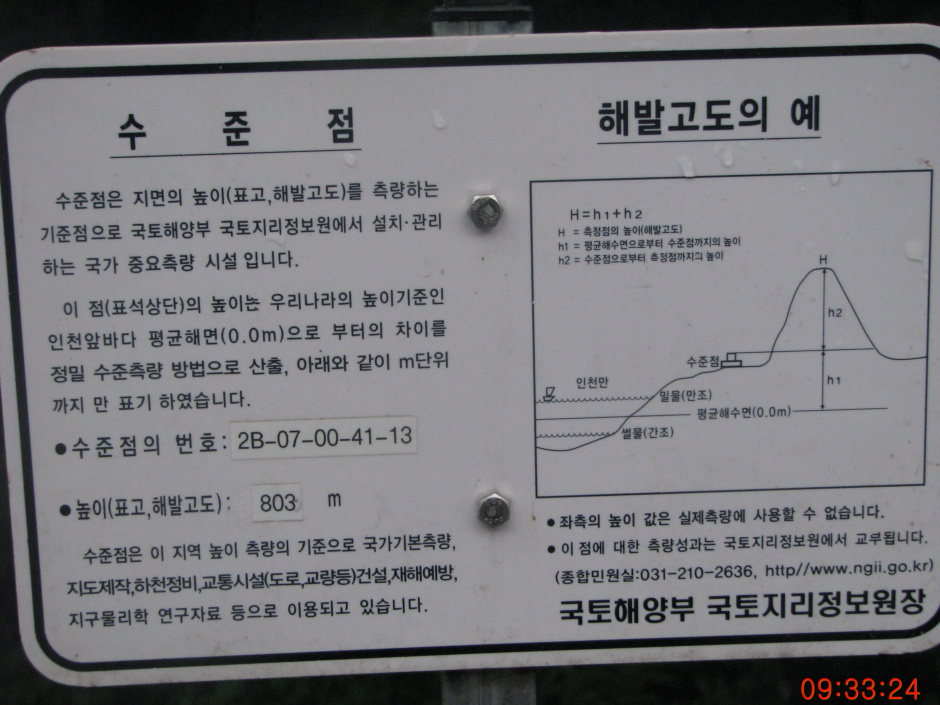 수 준 점
수준점은 지면의 높이(표고,해발고도)를 측량하는
기준점으로 국토해양부 국토지리정보원에서 설치·관리
하는 국가 중요측량 시설 입니다.
이 점(표석상단)의 높이는 우리나라의 높이기준인
인천앞바다 평균해면(0.0m)으로 부터의 차이를
정밀 수준측량 방법으로 산출, 아래와 같이 m단위
까지 만 표기 하였습니다.
●수준점의 번호: 2B-07-00-41-13
●높이(표고,해발고도): 803 m
수준점은 이 지역 높이 측량의 기준으로 국가기본측량,
지도제작,하천정비,교통시설(도로,교량등)건설,재해예방,
지구물리학 연구자료 등으로 이용되고 있습니다.
해발고도의 예
H=h1+h2
H = 측정점의 높이(해발고도)
h1 = 평균해수면으로부터 수준점까지의 높이
h2 = 수준점으로부터 측정점까지의 높이
H
h2
수준점
h1
인천만
밀물(만조)
평균해수면(0.0m)
썰물(간조)
● 좌측의 높이 값은 실제측량에 사용할 수 없습니다.
● 이 점에 대한 측량성과는 국토지리정보원에서 교부됩니다.
(종합민원실:031-210-2636, http//www.ngii.go.kr)
국토해양부 국토지리정보원장
09:33:24